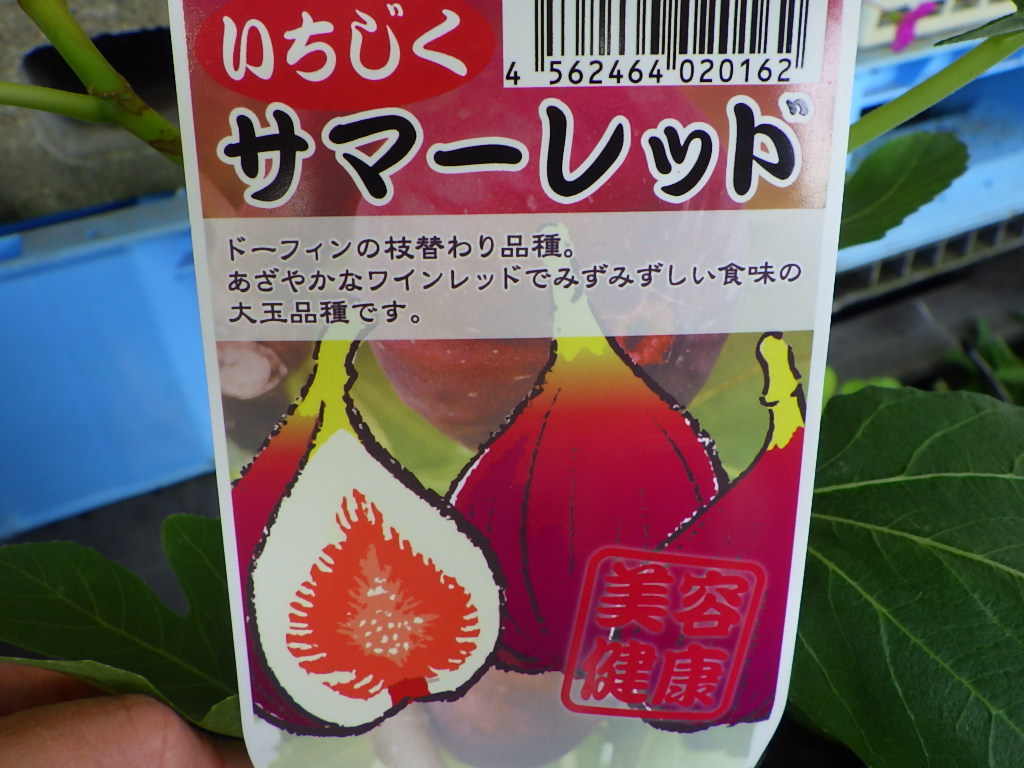 いちじく
4 562464 020162
サマーレッド
ドーフィンの枝替わり品種。
あざやかなワインレッドでみずみずしい食味の
大玉品種です。
美容
健康